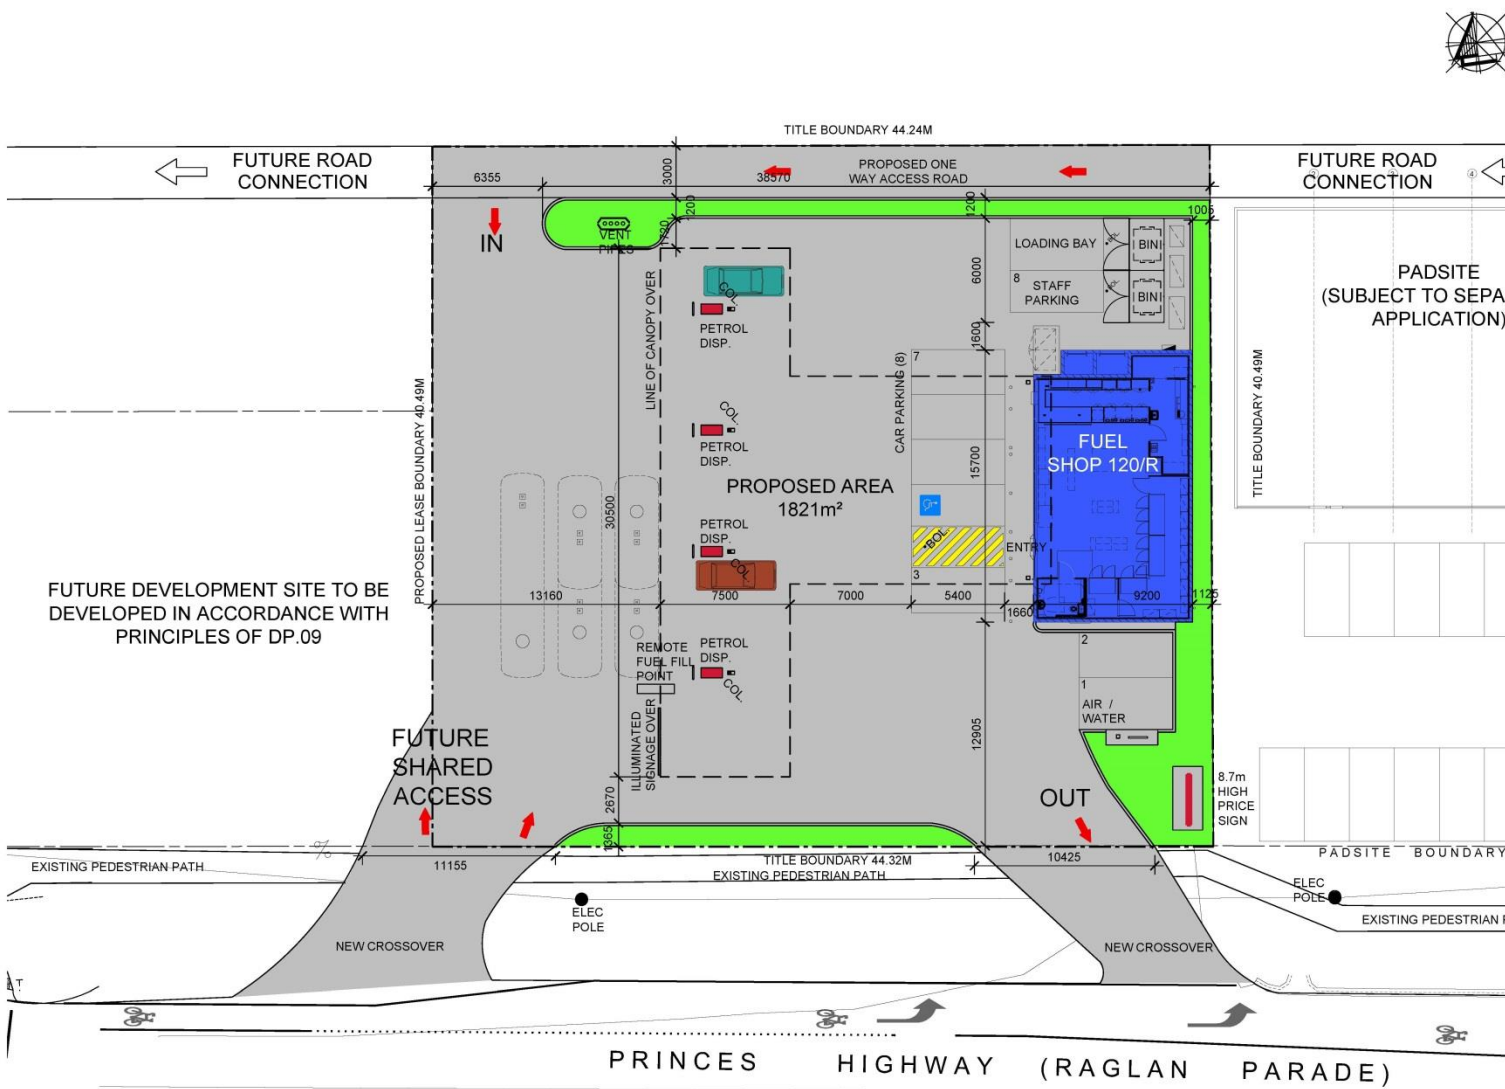 TITLE BOUNDARY 44.24M
FUTURE ROAD
CONNECTION
6355
3000
38570
PROPOSED ONE
WAY ACCESS ROAD
FUTURE ROAD
CONNECTION
1200
1200
1005
IN
VENT
PIPES
1730
LOADING BAY
BOL.
BIN
8
STAFF
PARKING
BOL.
BIN
6000
1600
PADSITE
(SUBJECT TO SEPA
APPLICATION)
TITLE BOUNDARY 40.49M
PROPOSED LEASE BOUNDARY 40.49M
LINE OF CANOPY OVER
COL.
PETROL
DISP.
COL.
PETROL
DISP.
CAR PARKING (8)
7
15700
FUEL
SHOP 120/R
PROPOSED AREA
1821m²
30500
PETROL
DISP.
COL.
BOL.
ENTRY
3
FUTURE DEVELOPMENT SITE TO BE
DEVELOPED IN ACCORDANCE WITH
PRINCIPLES OF DP.09
13160
7500
7000
5400
1660
9200
1125
REMOTE
FUEL FILL
POINT
PETROL
DISP.
COL.
2
1
AIR /
WATER
12905
ILLUMINATED
SIGNAGE OVER
FUTURE
SHARED
ACCESS
2670
1365
OUT
8.7m
HIGH
PRICE
SIGN
EXISTING PEDESTRIAN PATH
11155
TITLE BOUNDARY 44.32M
EXISTING PEDESTRIAN PATH
10425
PADSITE BOUNDARY
ELEC
POLE
ELEC
POLE
EXISTING PEDESTRIAN
NEW CROSSOVER
NEW CROSSOVER
PRINCES HIGHWAY (RAGLAN PARADE)